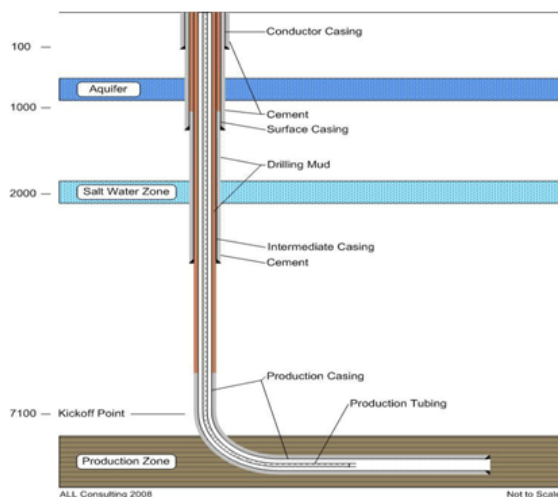 Conductor Casing
100 —
Aquifer
1000 —
Cement
Surface Casing
Drilling Mud
2000 —
Salt Water Zone
Intermediate Casing
Cement
Production Casing
Production Tubing
7100 — Kickoff Point
Production Zone
ALL Consulting 2008
Not to Scale